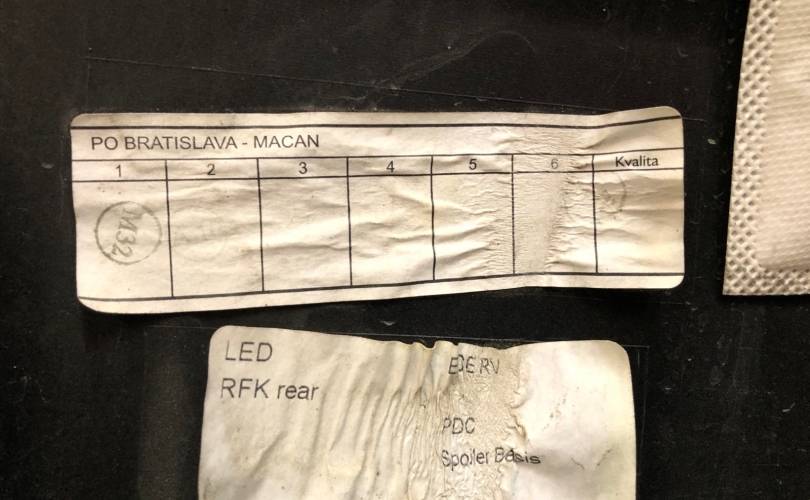 PO BRATISLAVA - MACAN
1 2 3 4 5 6 Kvalita
M32
LED
RFK rear
PDC
Spoiler Basis